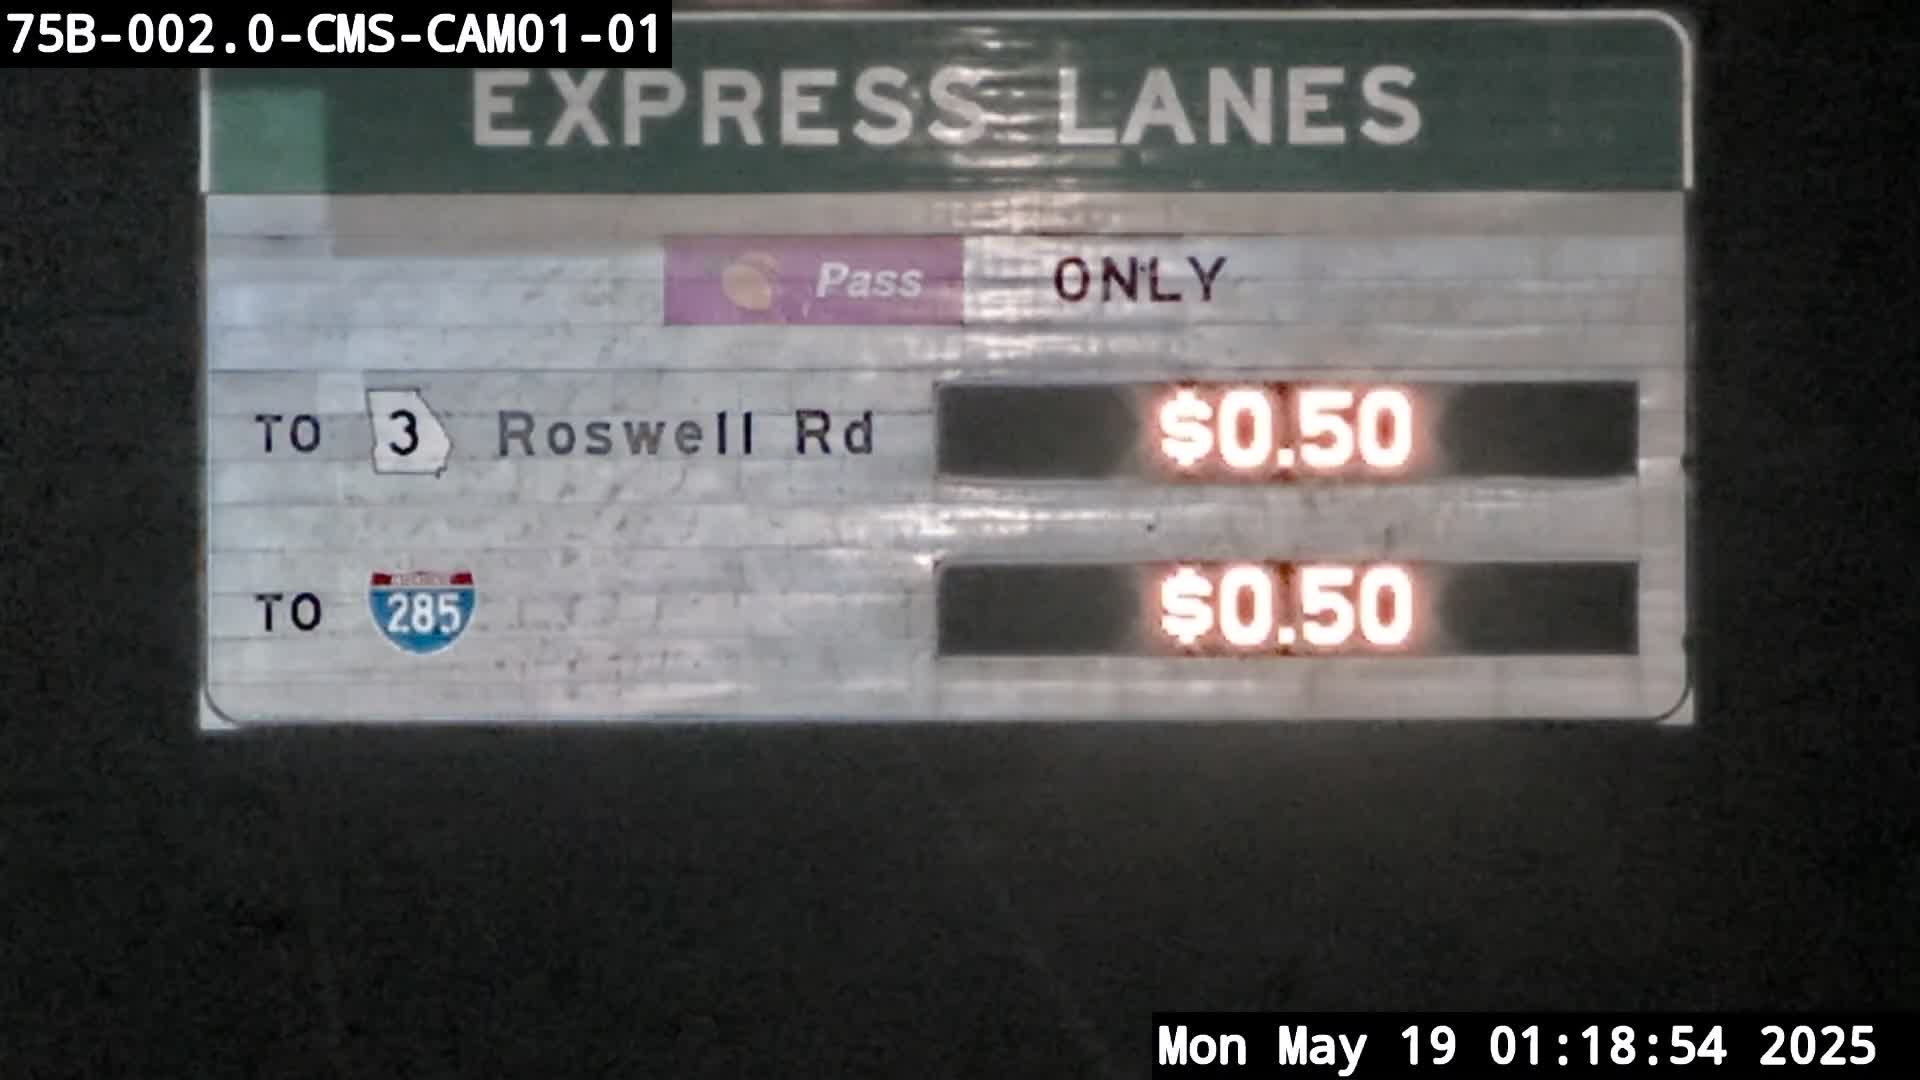 75B-002.0-CMS-CAM01-01
EXPRESS LANES
Pass ONLY
TO 3 Roswell Rd $0.50
TO 285 $0.50
Mon May 19 01:18:54 2025